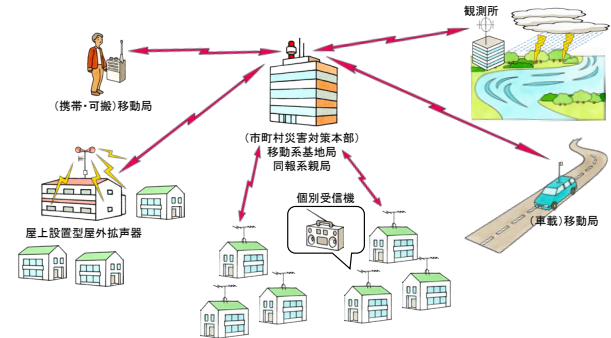 観測所
(携帯・可搬)移動局
(市町村災害対策本部)
移動系基地局
同報系親局
個別受信機
(車載)移動局
屋上設置型屋外拡声器